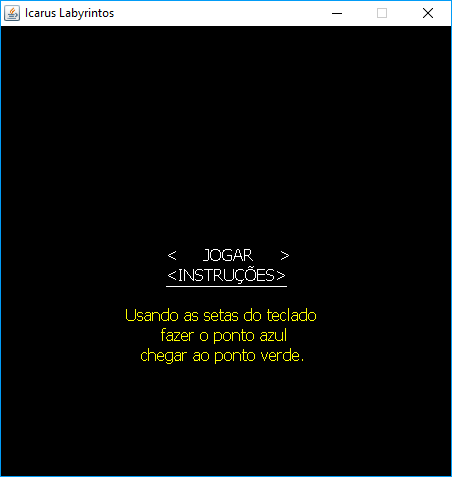 Icarus Labyrintos
< JOGAR >
<INSTRUÇÕES>
Usando as setas do teclado
fazer o ponto azul
chegar ao ponto verde.